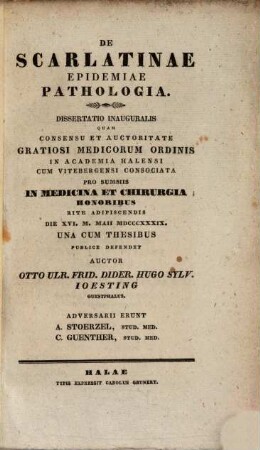 DE
SCARLATINAE
EPIDEMIAE
PATHOLOGIA.
DISSERTATIO INAUGURALIS
QUAM
CONSENSU ET AUCTORITATE
GRATIOSI MEDICORUM ORDINIS
IN ACADEMIA HALENSI
CUM VITEBERGENSI CONSOCIATA
PRO SUMMIS
IN MEDICINA ET CHIRURGIA
HONORIBUS
RITE ADIPISCENDIS
DIE XVI. M. MAII MDCCCXXXIX.
UNA CUM THESIBUS
PUBLICE DEFENDET
AUCTOR
OTTO ULR. FRID. DIDER. HUGO SYLV.
IOESTING
GUESTPHALUS.
ADVERSARII ERUNT
A. STOERZEL, STUD. MED.
C. GUENTHER, STUD. MED.
HALAE
TYPIS EXPRESSIT CAROLUS GRUNERT.